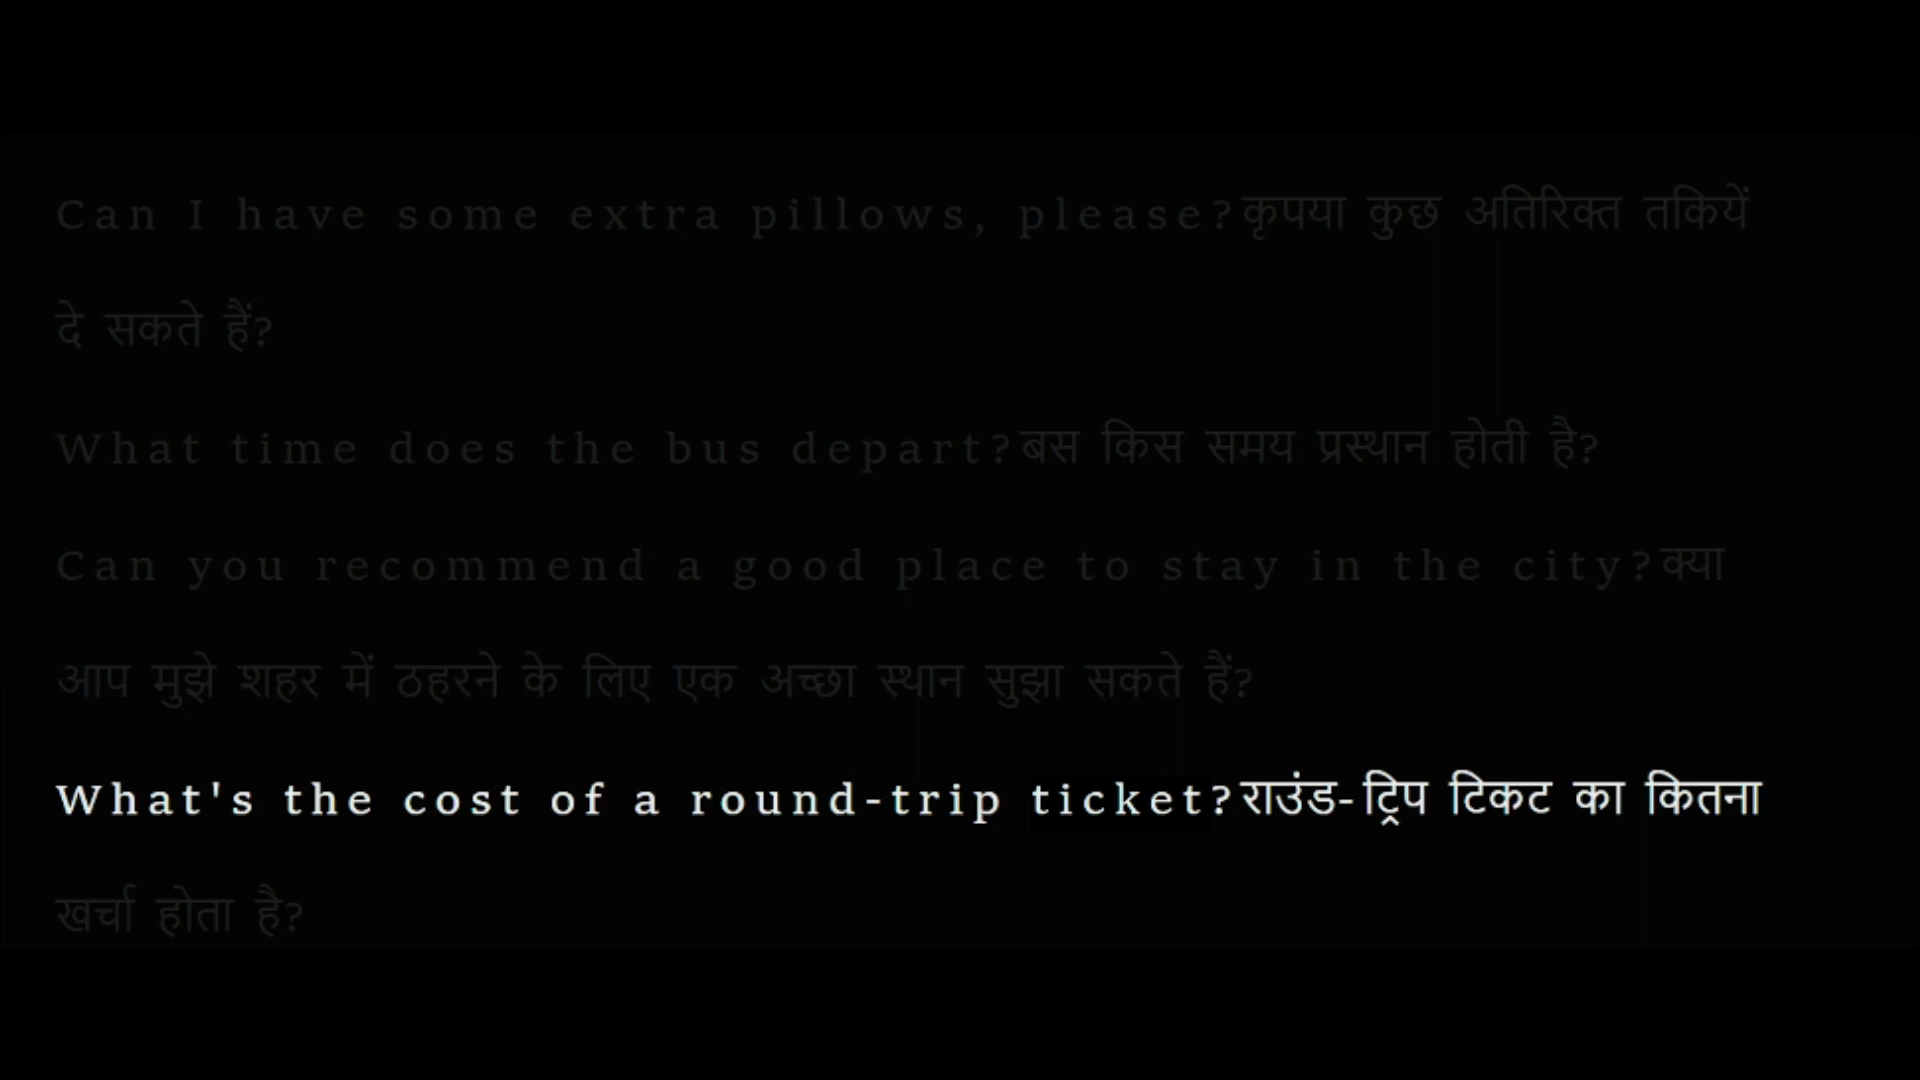 Can I have some extra pillows, please?कृपया कुछ अतिरिक्त तकियें
दे सकते हैं?
What time does the bus depart?बस किस समय प्रस्थान होती है?
Can you recommend a good place to stay in the city?क्या
आप मुझे शहर में ठहरने के लिए एक अच्छा स्थान सुझा सकते हैं?
What's the cost of a round-trip ticket?राउंड-ट्रिप टिकट का कितना
खर्चा होता है?